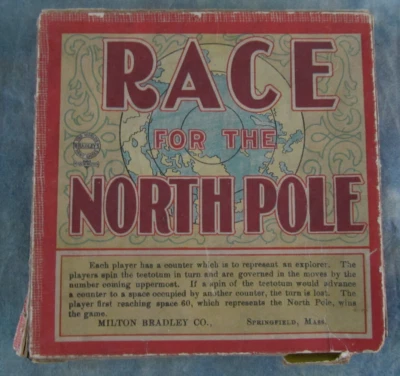 RACE
FOR THE
NORTH POLE
Each player has a counter which is to represent an explorer. The
players spin the teetotum in turn and are governed in the moves by the
number coming uppermost. If a spin of the teetotum would advance
a counter to a space occupied by another counter, the turn is lost. The
player first reaching space 60, which represents the North Pole, wins
the game.
MILTON BRADLEY CO., SPRINGFIELD, MASS.